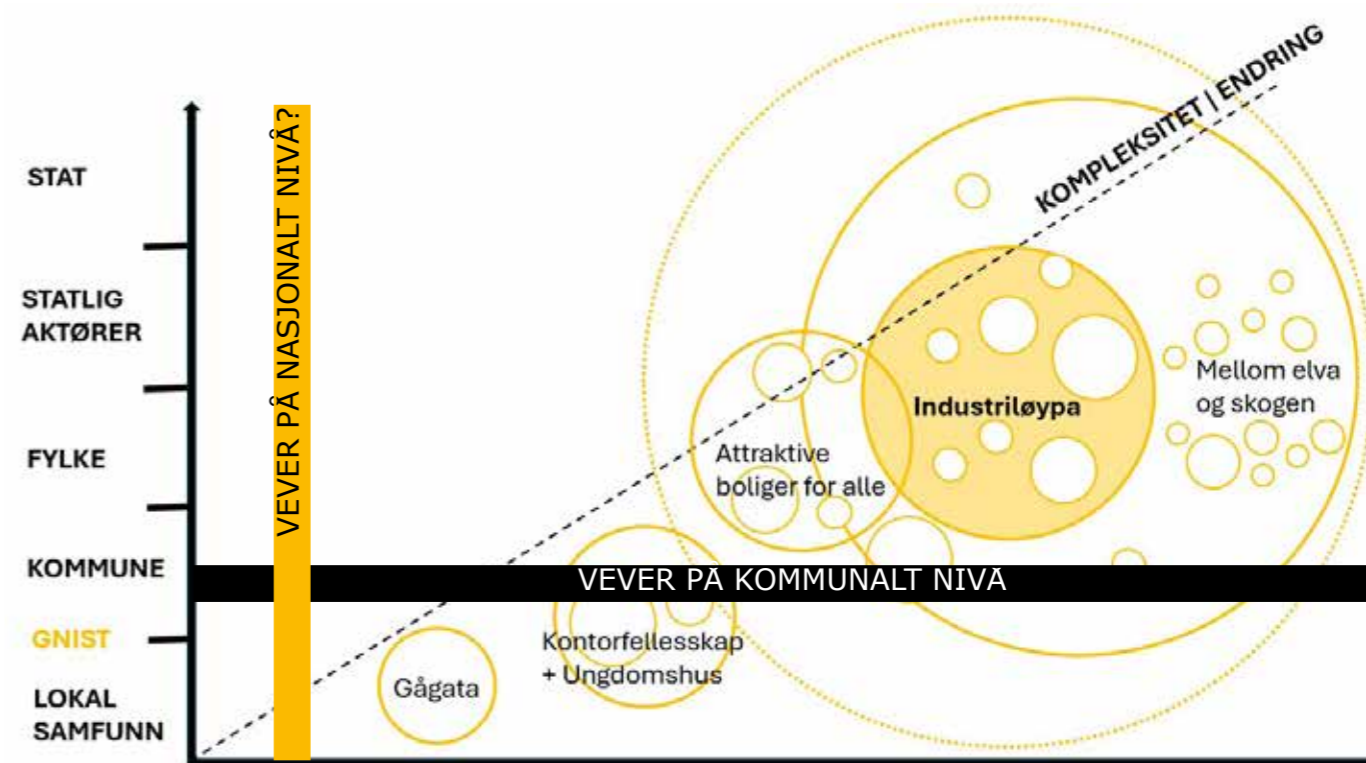 KOMPLEKSITET | ENDRING
VEVER PÅ NASJONALT NIVÅ?
STAT
STATLIG
AKTØRER
FYLKE
KOMMUNE
GNIST
LOKAL
SAMFUNN
Mellom elva
og skogen
Industriløypa
Attraktive
boliger for alle
VEVER PÅ KOMMUNALT NIVÅ
Kontorfellesskap
+ Ungdomshus
Gågata